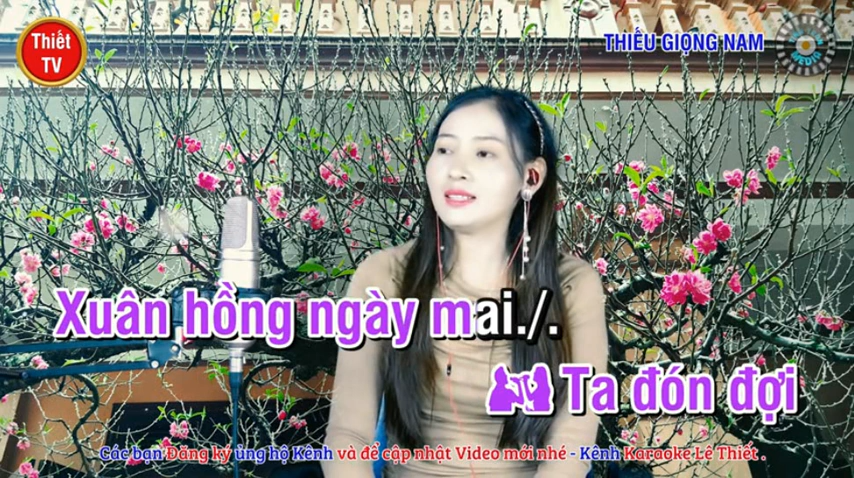 Thiết
TV
THIẾU GIỌNG NAM
MEDIA
Xuân hồng ngày mai./.
Ta đón đợi
Các bạn Đăng ký ủng hộ Kênh và để cập nhật Video mới nhé - Kênh Karaoke Lê Thiết .